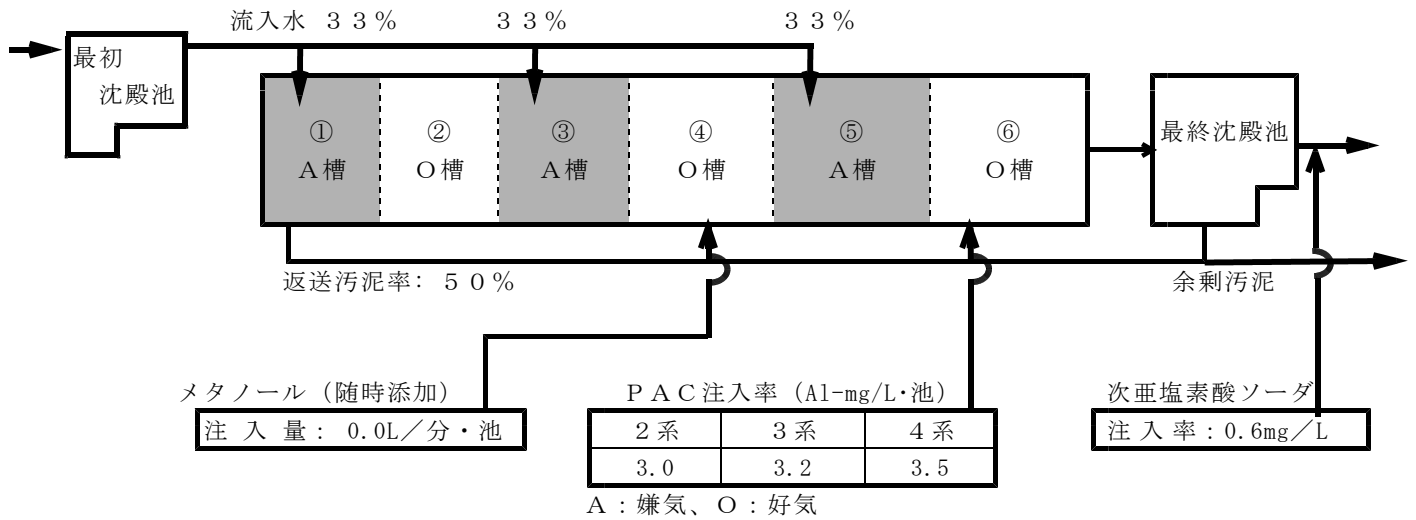 流入水 ３３％
３３％
３３％
最初
沈殿池
①
Ａ槽
②
Ｏ槽
③
Ａ槽
④
Ｏ槽
⑤
Ａ槽
⑥
Ｏ槽
最終沈殿池
返送汚泥率：５０％
余剰汚泥
メタノール（随時添加）
注 入 量： 0.0L／分・池
ＰＡＣ注入率（Al-mg/L・池）
２系 ３系 ４系
3.0 3.2 3.5
次亜塩素酸ソーダ
注入率：0.6mg／L
Ａ：嫌気、Ｏ：好気